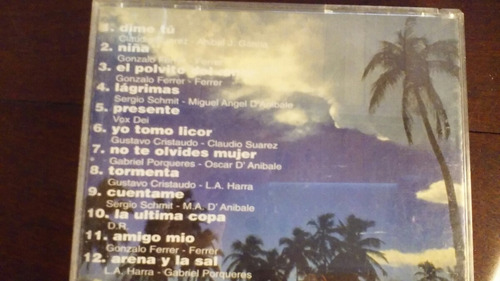 1. dime tú
2. niña
Gonzalo Ferrer - Ferrer
3. el polvito
Gonzalo Ferrer - Ferrer
4. lágrimas
Sergio Schmit - Miguel Angel D'Anibale
5. presente
Vox Dei
6. yo tomo licor
Gustavo Cristaudo - Claudio Suarez
7. no te olvides mujer
Gabriel Porqueres - Oscar D' Anibale
8. tormenta
Gustavo Cristaudo - L.A. Harra
9. cuentame
Sergio Schmit - M.A. D' Anibale
10. la ultima copa
D.R.
11. amigo mio
Gonzalo Ferrer - Ferrer
12. arena y la sal
L.A. Harra - Gabriel Porqueres